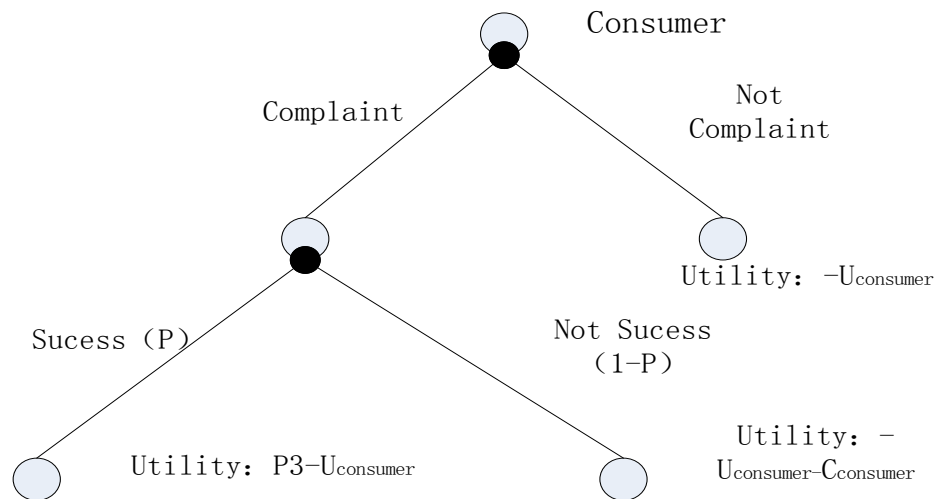 Consumer
Complaint
Not
Complaint
Utility：-Uconsumer
Sucess（P）
Not Sucess
（1-P）
Utility：P3-Uconsumer
Utility：-
Uconsumer-Cconsumer